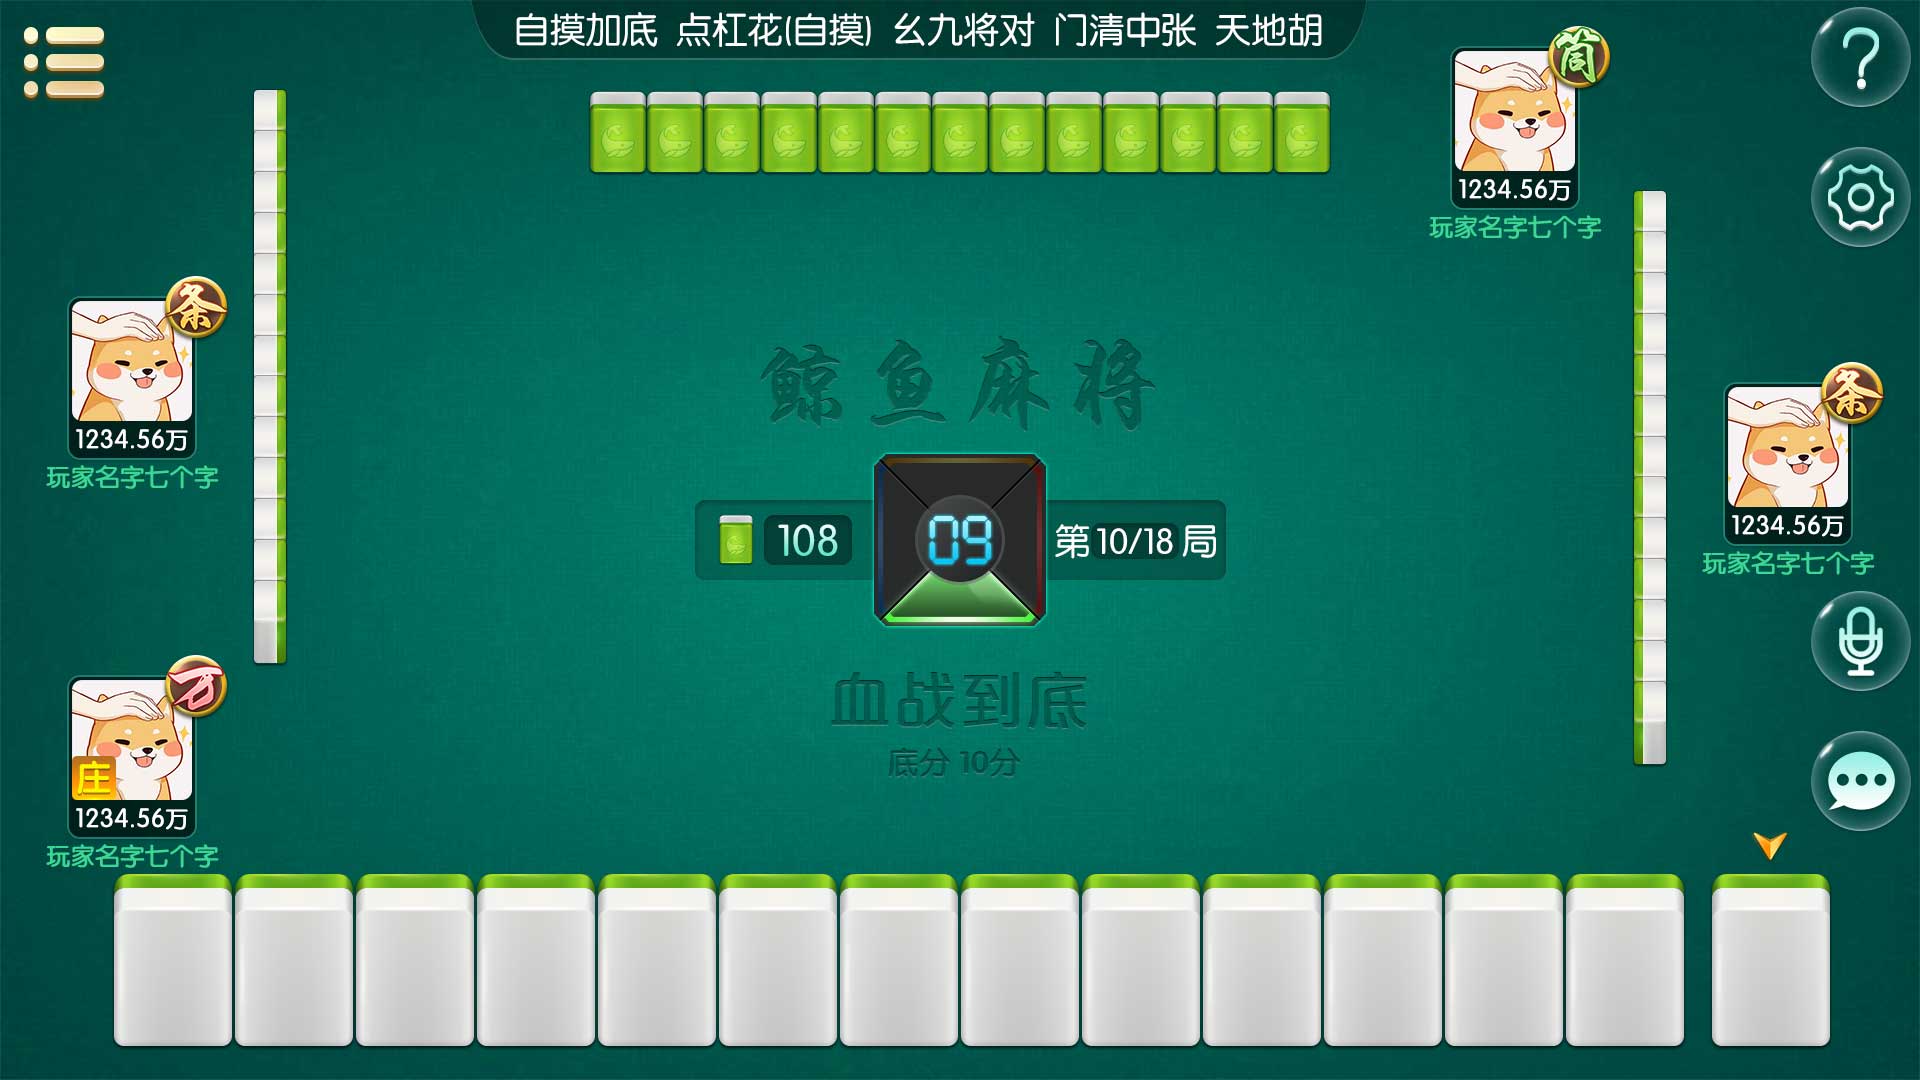 自摸加底 点杠花(自摸) 幺九将对 门清中张 天地胡
筒
1234.56万
玩家名字七个字
条
1234.56万
玩家名字七个字
鲸鱼麻将
条
1234.56万
玩家名字七个字
108
09
第10/18局
血战到底
底分 10分
万
庄
1234.56万
玩家名字七个字